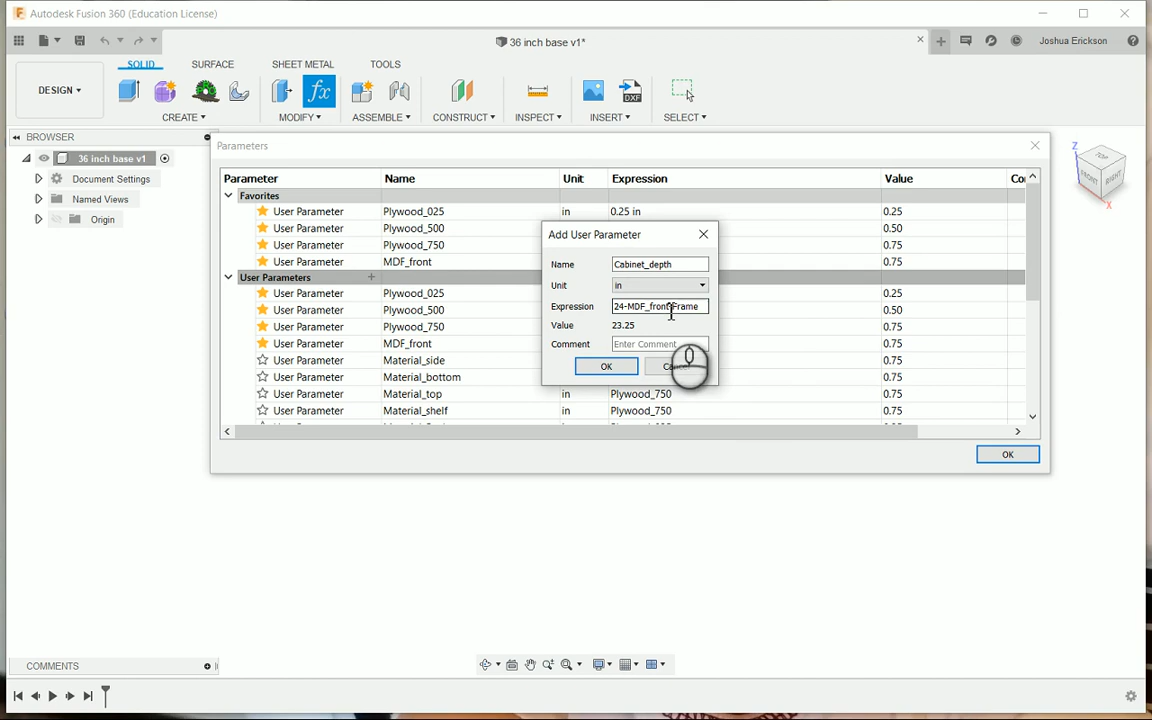 Autodesk Fusion 360 (Education License)
36 inch base v1*
Joshua Erickson
SOLID SURFACE SHEET METAL TOOLS
DESIGN
CREATE MODIFY ASSEMBLE CONSTRUCT INSPECT INSERT SELECT
BROWSER
36 inch base v1
Document Settings
Named Views
Origin
Parameters
Parameter Name Unit Expression Value
Favorites
User Parameter Plywood_025 in 0.25 in 0.25
User Parameter Plywood_500 0.50
User Parameter Plywood_750 0.75
User Parameter MDF_front 0.75
User Parameters
User Parameter Plywood_025 0.25
User Parameter Plywood_500 0.50
User Parameter Plywood_750 0.75
User Parameter MDF_front 0.75
User Parameter Material_side 0.75
User Parameter Material_bottom 0.75
User Parameter Material_top in Plywood_750 0.75
User Parameter Material_shelf in Plywood_750 0.75
OK
Add User Parameter
Name Cabinet_depth
Unit in
Expression 24-MDF_front
Frame
Value 23.25
Comment Enter Comment
OK
TOP
FRONT
RIGHT
Z
X
COMMENTS